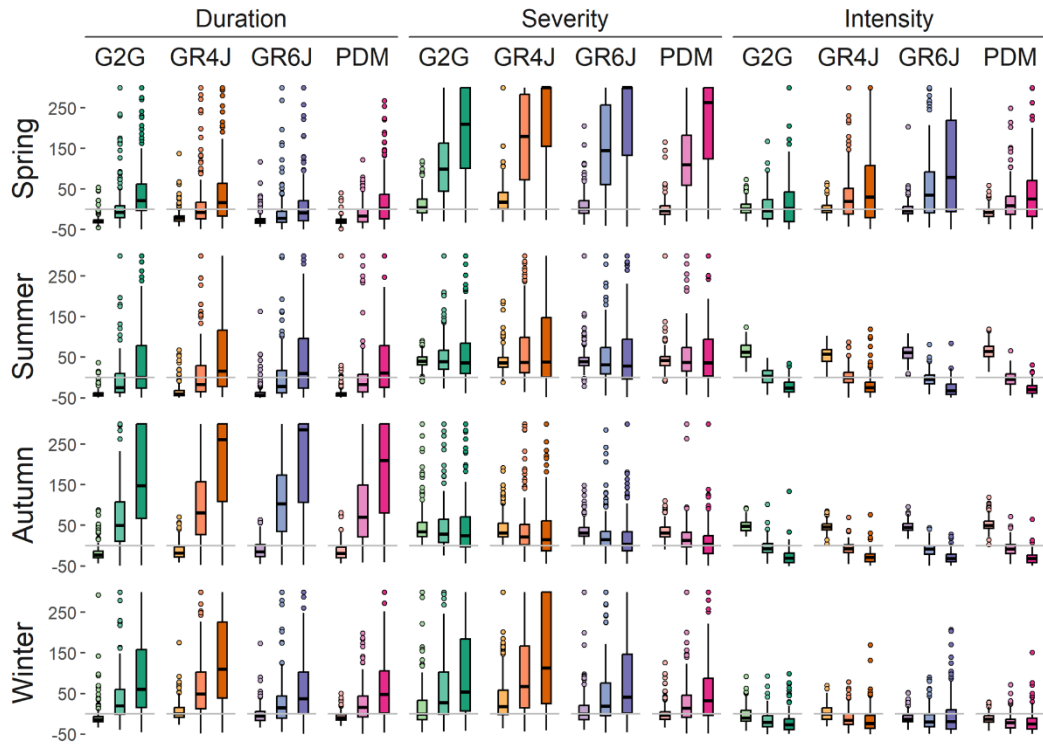 Duration Severity Intensity
G2G GR4J GR6J PDM G2G GR4J GR6J PDM G2G GR4J GR6J PDM
Spring
250
150
50
-50
Summer
250
150
50
-50
Autumn
250
150
50
-50
Winter
250
150
50
-50